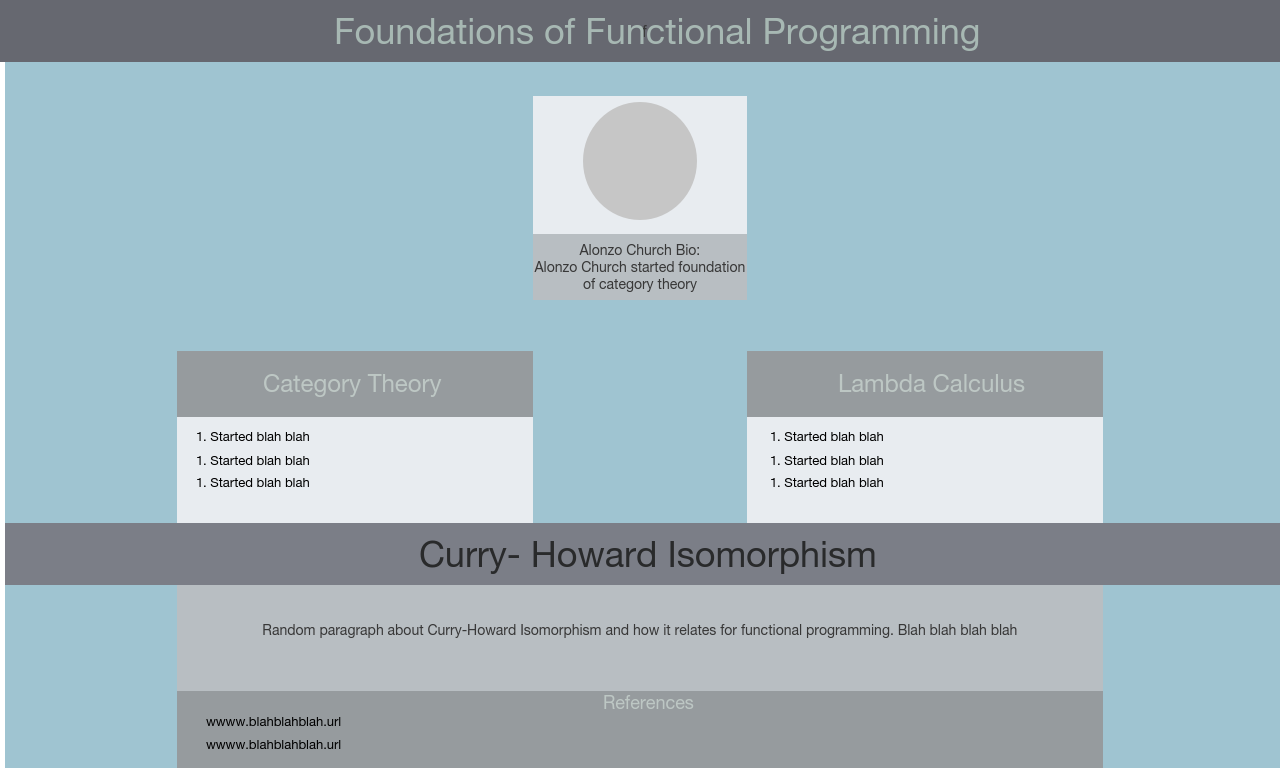 Foundations of Functional Programming
Alonzo Church Bio:
Alonzo Church started foundation
of category theory
Category Theory
1. Started blah blah
1. Started blah blah
1. Started blah blah
Lambda Calculus
1. Started blah blah
1. Started blah blah
1. Started blah blah
Curry- Howard Isomorphism
Random paragraph about Curry-Howard Isomorphism and how it relates for functional programming. Blah blah blah blah
References
wwww.blahblahblah.url
wwww.blahblahblah.url